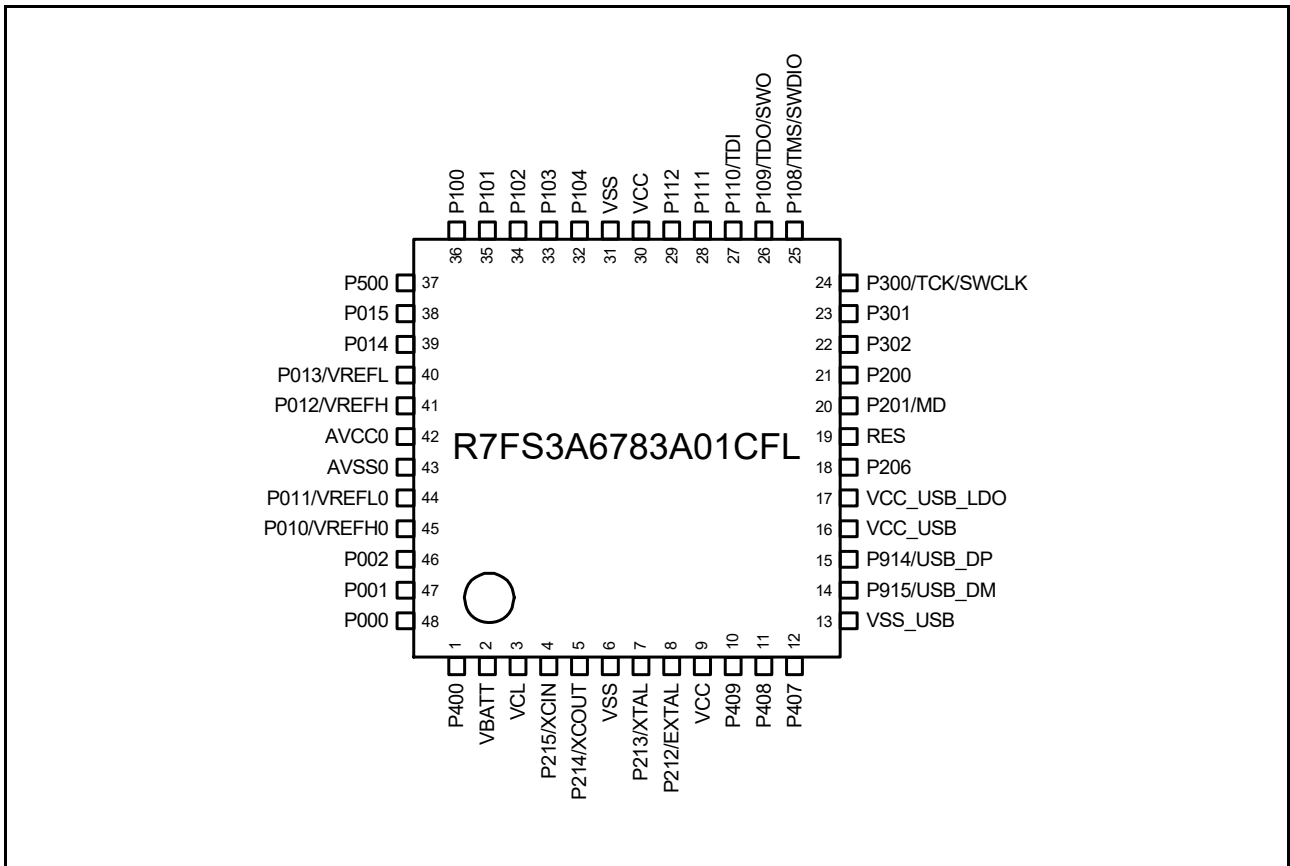 P100
P101
P102
P103
P104
VSS
VCC
P112
P111
P110/TDI
P109/TDO/SWO
P108/TMS/SWDIO
36
35
34
33
32
31
30
29
28
27
26
25
P500 37
P015 38
P014 39
P013/VREFL 40
P012/VREFH 41
AVCC0 42
AVSS0 43
P011/VREFL0 44
P010/VREFH0 45
P002 46
P001 47
P000 48
R7FS3A6783A01CFL
24 P300/TCK/SWCLK
23 P301
22 P302
21 P200
20 P201/MD
19 RES
18 P206
17 VCC_USB_LDO
16 VCC_USB
15 P914/USB_DP
14 P915/USB_DM
13 VSS_USB
1
2
3
4
5
6
7
8
9
10
11
12
P400
VBATT
VCL
P215/XCIN
P214/XCOUT
VSS
P213/XTAL
P212/EXTAL
VCC
P409
P408
P407